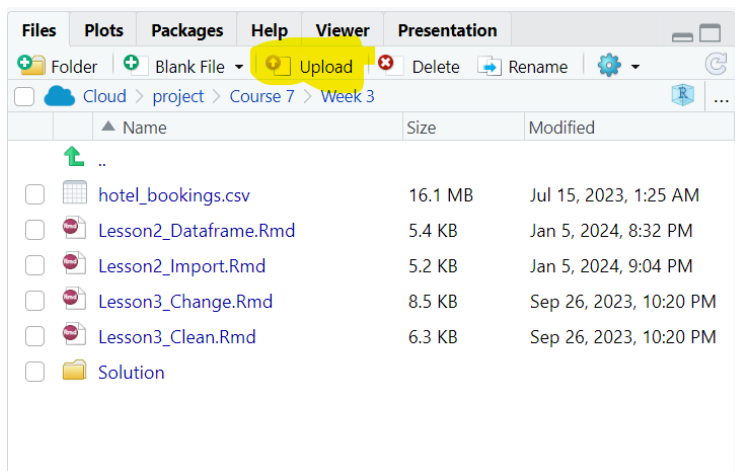 Files Plots Packages Help Viewer Presentation
Folder Blank File Upload Delete Rename
Cloud > project > Course 7 > Week 3 R ...
Name Size Modified
..
hotel_bookings.csv 16.1 MB Jul 15, 2023, 1:25 AM
Lesson2_Dataframe.Rmd 5.4 KB Jan 5, 2024, 8:32 PM
Lesson2_Import.Rmd 5.2 KB Jan 5, 2024, 9:04 PM
Lesson3_Change.Rmd 8.5 KB Sep 26, 2023, 10:20 PM
Lesson3_Clean.Rmd 6.3 KB Sep 26, 2023, 10:20 PM
Solution